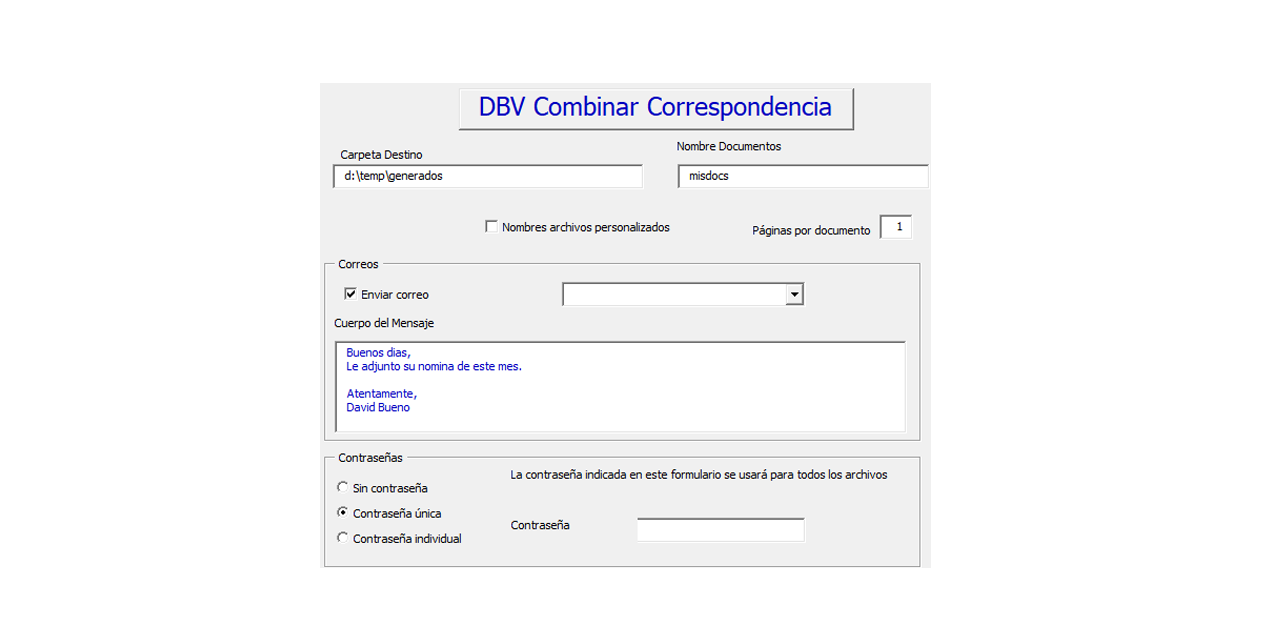 DBV Combinar Correspondencia
Carpeta Destino
Nombre Documentos
d:\temp\generados
misdocs
Nombres archivos personalizados
Páginas por documento
1
Correos
Enviar correo
Cuerpo del Mensaje
Buenos dias,
Le adjunto su nomina de este mes.
Atentamente,
David Bueno
Contraseñas
La contraseña indicada en este formulario se usará para todos los archivos
Sin contraseña
Contraseña única
Contraseña
Contraseña individual